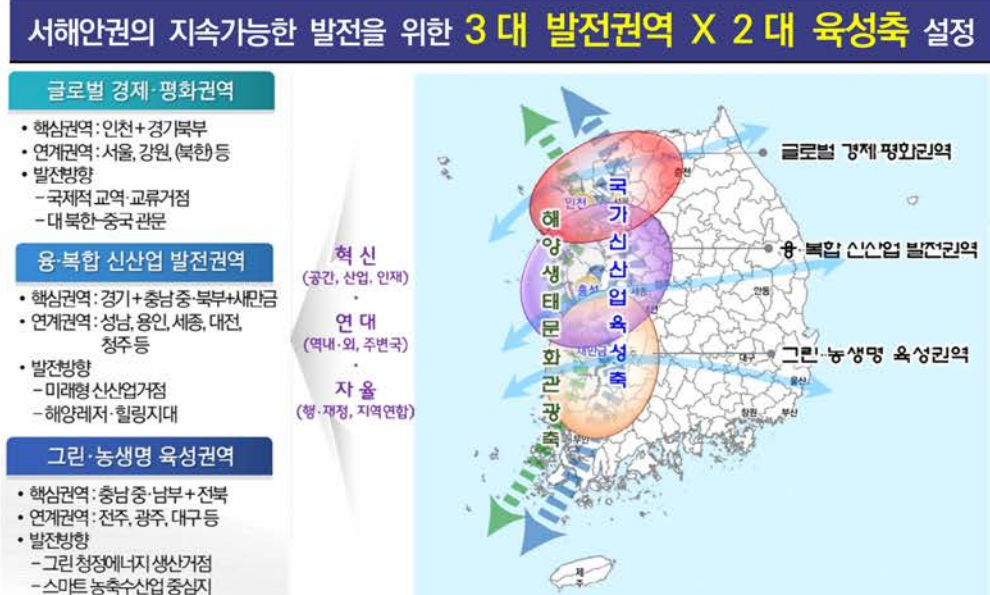 서해안권의 지속가능한 발전을 위한 3대 발전권역 X 2대 육성축 설정
글로벌 경제·평화권역
• 핵심권역 : 인천 + 경기북부
• 연계권역 : 서울, 강원, (북한) 등
• 발전방향
– 국제적 교역·교류거점
– 대 북한–중국 관문
융·복합 신산업 발전권역
• 핵심권역 : 경기 + 충남 중·북부+새만금
• 연계권역 : 성남, 용인, 세종, 대전,
청주 등
• 발전방향
– 미래형 신산업거점
– 해양레저·힐링지대
그린·농생명 육성권역
• 핵심권역 : 충남 중·남부 + 전북
• 연계권역 : 전주, 광주, 대구 등
• 발전방향
– 그린 청정에너지 생산거점
– 스마트 농축수산업 중심지
혁신
(공간, 산업, 인재)
·
연대
(역내·외, 주변국)
·
자율
(행·재정, 지역연합)
해양생태문화관광축
국가신산업육성축
글로벌 경제·평화권역
융·복합 신산업 발전권역
그린·농생명 육성권역
춘천
인천
홍성
세종
안동
새만금
대구
울산
창원
부산
부안
제주